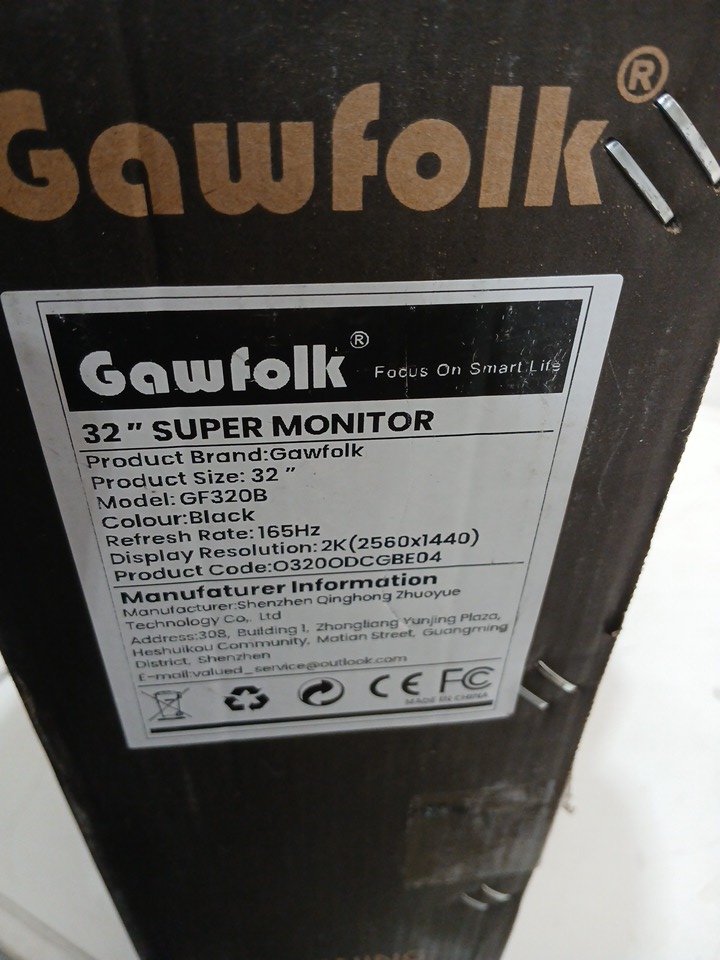 Gawfolk®
Gawfolk® Focus On Smart Life
32 " SUPER MONITOR
Product Brand:Gawfolk
Product Size: 32 "
Model: GF320B
Colour:Black
Refresh Rate: 165Hz
Display Resolution: 2K(2560x1440)
Product Code:O320ODCGBE04
Manufaturer Information
Manufacturer:Shenzhen Qinghong Zhuoyue
Technology Co,. Ltd
Address:308, Building 1, Zhongliang Yunjing Plaza,
Heshuikou Community, Matian Street, Guangming
District, Shenzhen
E-mail:valued_service@outlook.com
CE FC
MADE IN CHINA